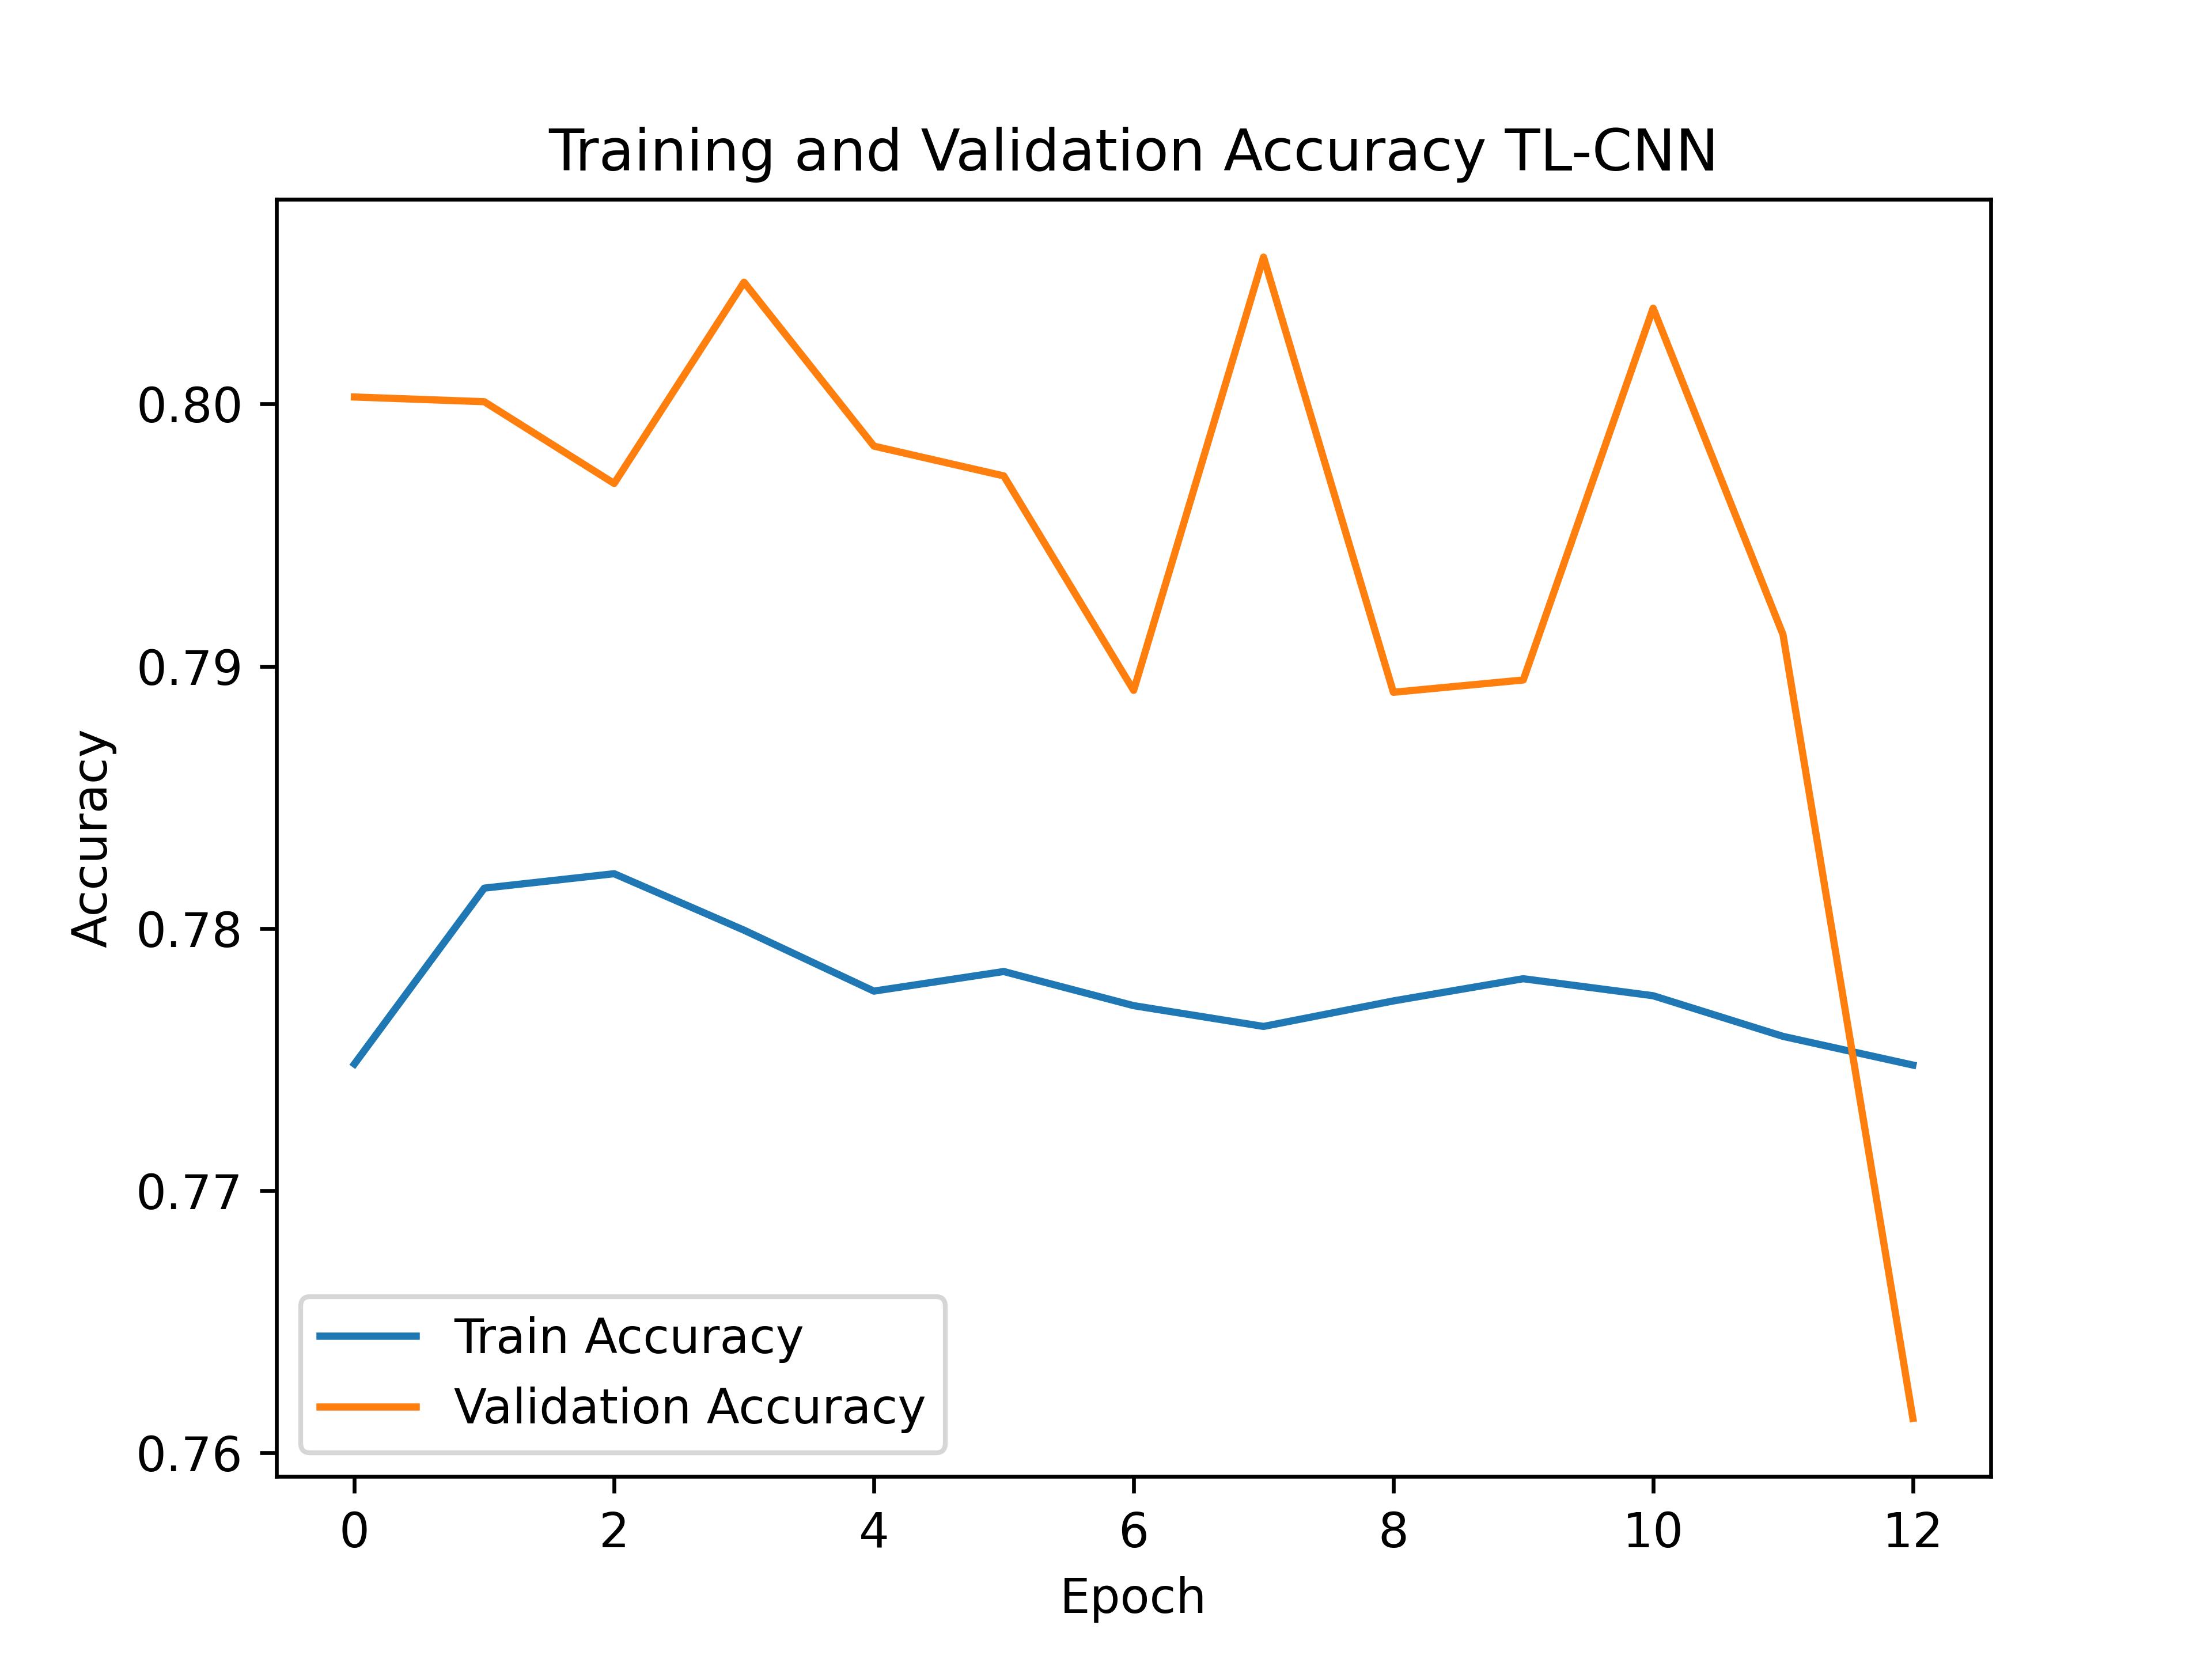 Training and Validation Accuracy TL-CNN
0.80
0.79
0.78
0.77
0.76
Accuracy
Train Accuracy
Validation Accuracy
0 2 4 6 8 10 12
Epoch